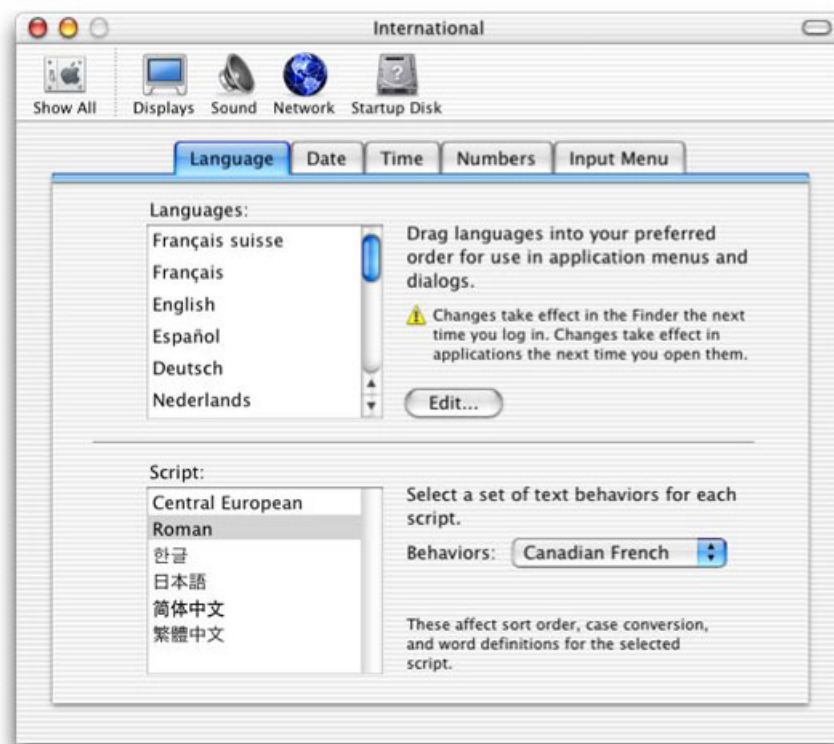 International
Show All
Displays
Sound
Network
Startup Disk
Language
Date
Time
Numbers
Input Menu
Languages:
Français suisse
Français
English
Español
Deutsch
Nederlands
Drag languages into your preferred
order for use in application menus and
dialogs.
Changes take effect in the Finder the next
time you log in. Changes take effect in
applications the next time you open them.
Edit...
Script:
Central European
Roman
한글
日本語
简体中文
繁體中文
Select a set of text behaviors for each
script.
Behaviors:
Canadian French
These affect sort order, case conversion,
and word definitions for the selected
script.